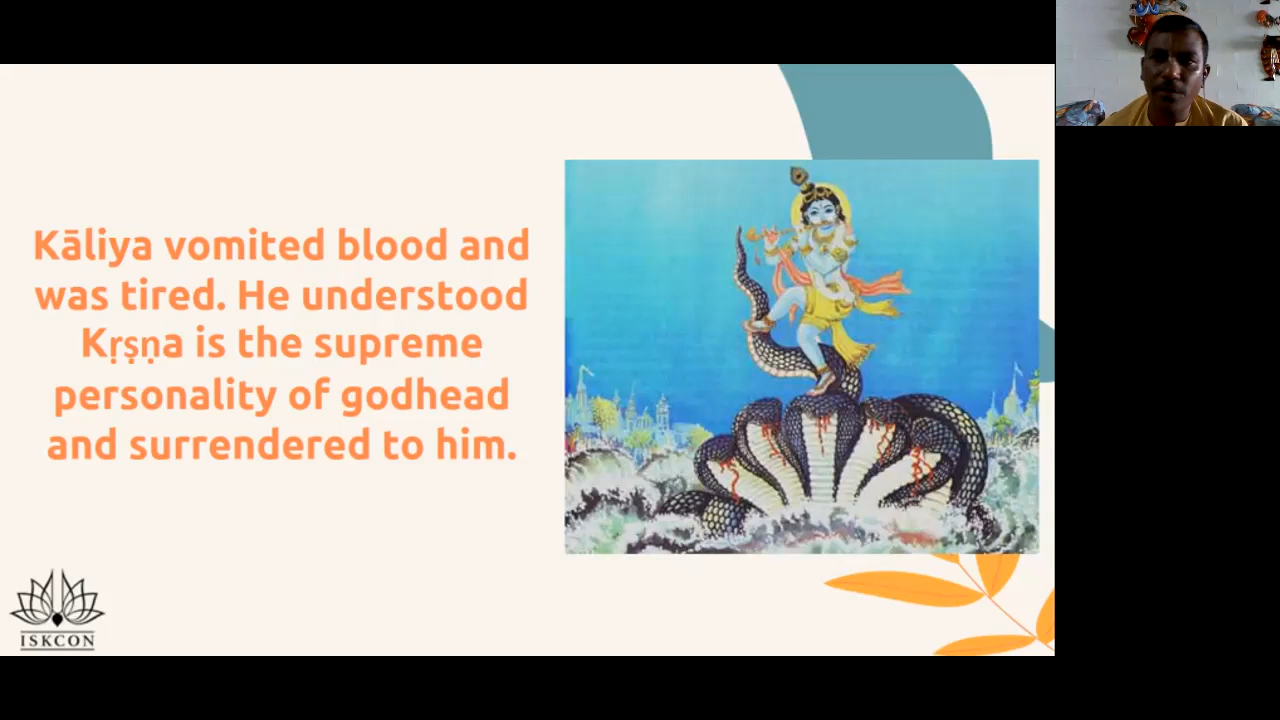 Kāliya vomited blood and
was tired. He understood
Kṛṣṇa is the supreme
personality of godhead
and surrendered to him.
ISKCON